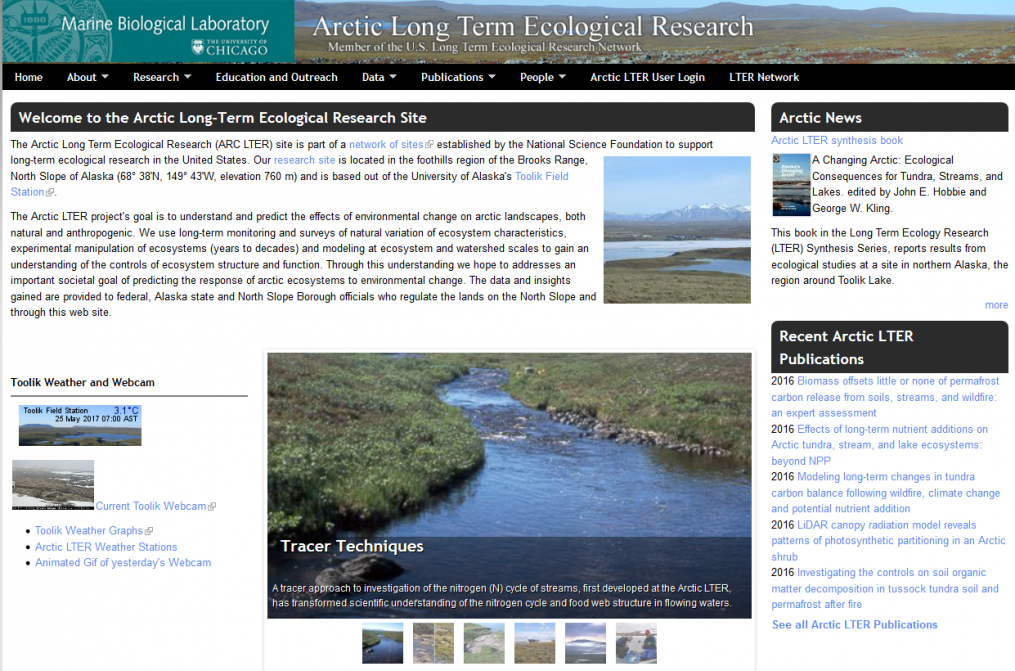 Marine Biological Laboratory
THE UNIVERSITY OF
CHICAGO
Arctic Long Term Ecological Research
Member of the U.S. Long Term Ecological Research Network
Home About Research Education and Outreach Data Publications People Arctic LTER User Login LTER Network
Welcome to the Arctic Long-Term Ecological Research Site
The Arctic Long Term Ecological Research (ARC LTER) site is part of a network of sites established by the National Science Foundation to support
long-term ecological research in the United States. Our research site is located in the foothills region of the Brooks Range,
North Slope of Alaska (68° 38'N, 149° 43'W, elevation 760 m) and is based out of the University of Alaska's Toolik Field
Station.
The Arctic LTER project's goal is to understand and predict the effects of environmental change on arctic landscapes, both
natural and anthropogenic. We use long-term monitoring and surveys of natural variation of ecosystem characteristics,
experimental manipulation of ecosystems (years to decades) and modeling at ecosystem and watershed scales to gain an
understanding of the controls of ecosystem structure and function. Through this understanding we hope to addresses an
important societal goal of predicting the response of arctic ecosystems to environmental change. The data and insights
gained are provided to federal, Alaska state and North Slope Borough officials who regulate the lands on the North Slope and
through this web site.
Toolik Weather and Webcam
Toolik Field Station 3.1°C
25 May 2017 07:00 AST
Current Toolik Webcam
Toolik Weather Graphs
Arctic LTER Weather Stations
Animated Gif of yesterday's Webcam
Tracer Techniques
A tracer approach to investigation of the nitrogen (N) cycle of streams, first developed at the Arctic LTER,
has transformed scientific understanding of the nitrogen cycle and food web structure in flowing waters.
Arctic News
Arctic LTER synthesis book
A Changing Arctic: Ecological
Consequences for Tundra, Streams, and
Lakes. edited by John E. Hobbie and
George W. Kling.
This book in the Long Term Ecology Research
(LTER) Synthesis Series, reports results from
ecological studies at a site in northern Alaska, the
region around Toolik Lake.
more
Recent Arctic LTER
Publications
2016 Biomass offsets little or none of permafrost
carbon release from soils, streams, and wildfire:
an expert assessment
2016 Effects of long-term nutrient additions on
Arctic tundra, stream, and lake ecosystems:
beyond NPP
2016 Modeling long-term changes in tundra
carbon balance following wildfire, climate change
and potential nutrient addition
2016 LiDAR canopy radiation model reveals
patterns of photosynthetic partitioning in an Arctic
shrub
2016 Investigating the controls on soil organic
matter decomposition in tussock tundra soil and
permafrost after fire
See all Arctic LTER Publications